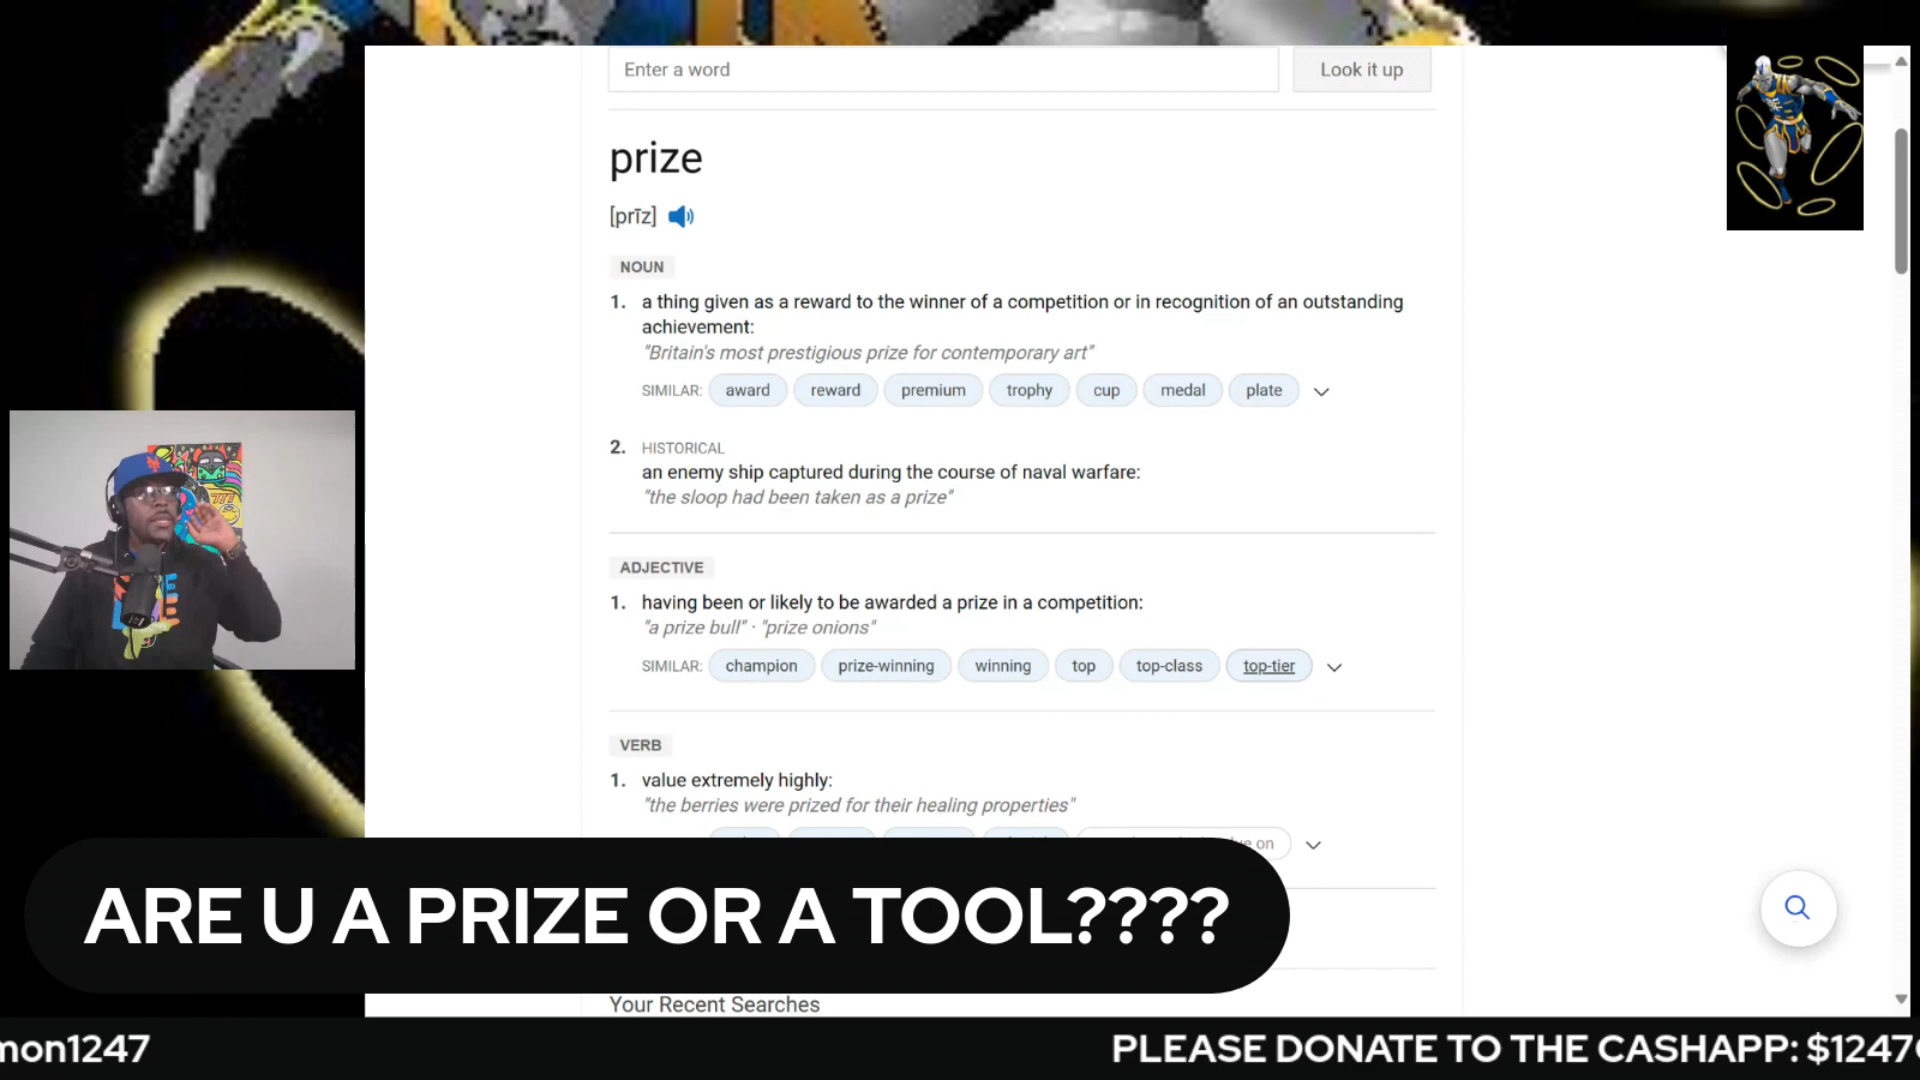 Enter a word
Look it up
prize
[prīz]
NOUN
1. a thing given as a reward to the winner of a competition or in recognition of an outstanding
achievement:
"Britain's most prestigious prize for contemporary art"
SIMILAR: award reward premium trophy cup medal plate
2. HISTORICAL
an enemy ship captured during the course of naval warfare:
"the sloop had been taken as a prize"
ADJECTIVE
1. having been or likely to be awarded a prize in a competition:
"a prize bull" · "prize onions"
SIMILAR: champion prize-winning winning top top-class top-tier
VERB
1. value extremely highly:
"the berries were prized for their healing properties"
on
ARE U A PRIZE OR A TOOL????
Your Recent Searches
mon1247
PLEASE DONATE TO THE CASHAPP: $1247